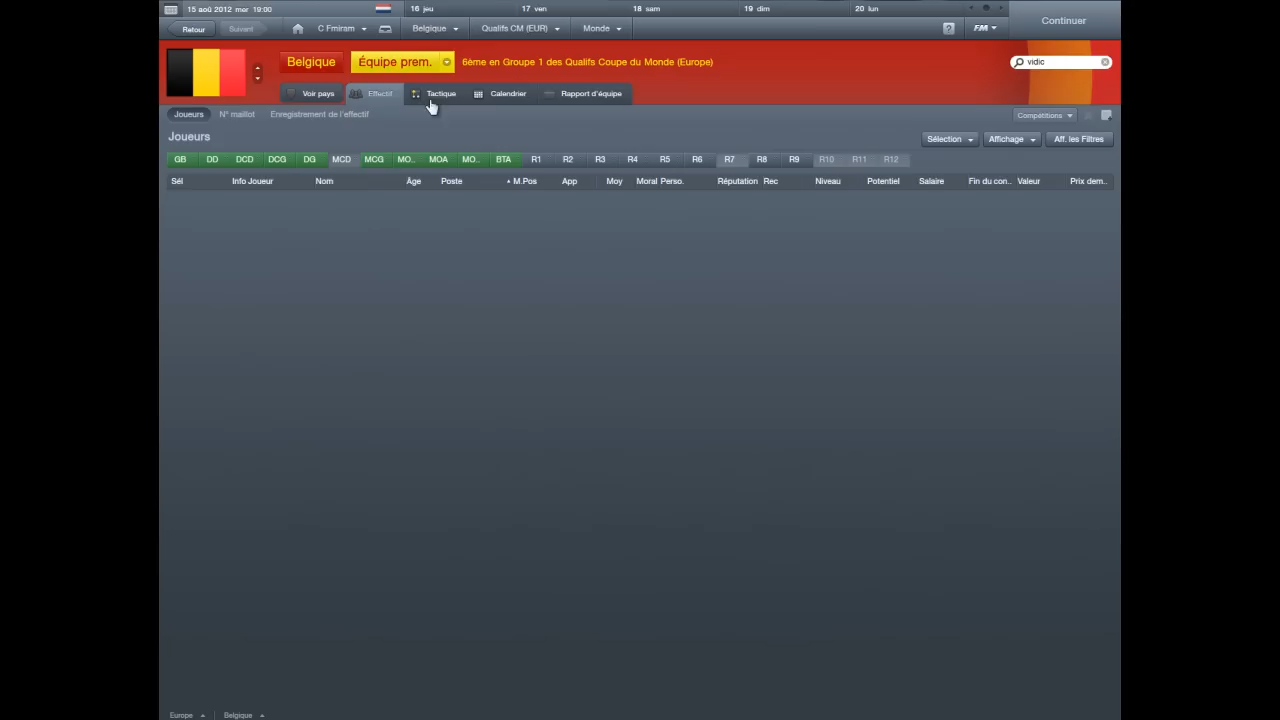 15 aoû 2012 mer 19:00 16 jeu 17 ven 18 sam 19 dim 20 lun
Retour Suivant C Fmiram Belgique Qualifs CM (EUR) Monde ? FM Continuer
Belgique Équipe prem. 6ème en Groupe 1 des Qualifs Coupe du Monde (Europe) vidic
Voir pays Effectif Tactique Calendrier Rapport d'équipe
Joueurs N° maillot Enregistrement de l'effectif Compétitions
Joueurs Sélection Affichage Aff. les Filtres
GB DD DCD DCG DG MCD MCG MO.. MOA MO.. BTA R1 R2 R3 R4 R5 R6 R7 R8 R9 R10 R11 R12
Sél Info Joueur Nom Âge Poste M.Pos App Moy Moral Perso. Réputation Rec Niveau Potentiel Salaire Fin du con.. Valeur Prix dem..
Europe Belgique